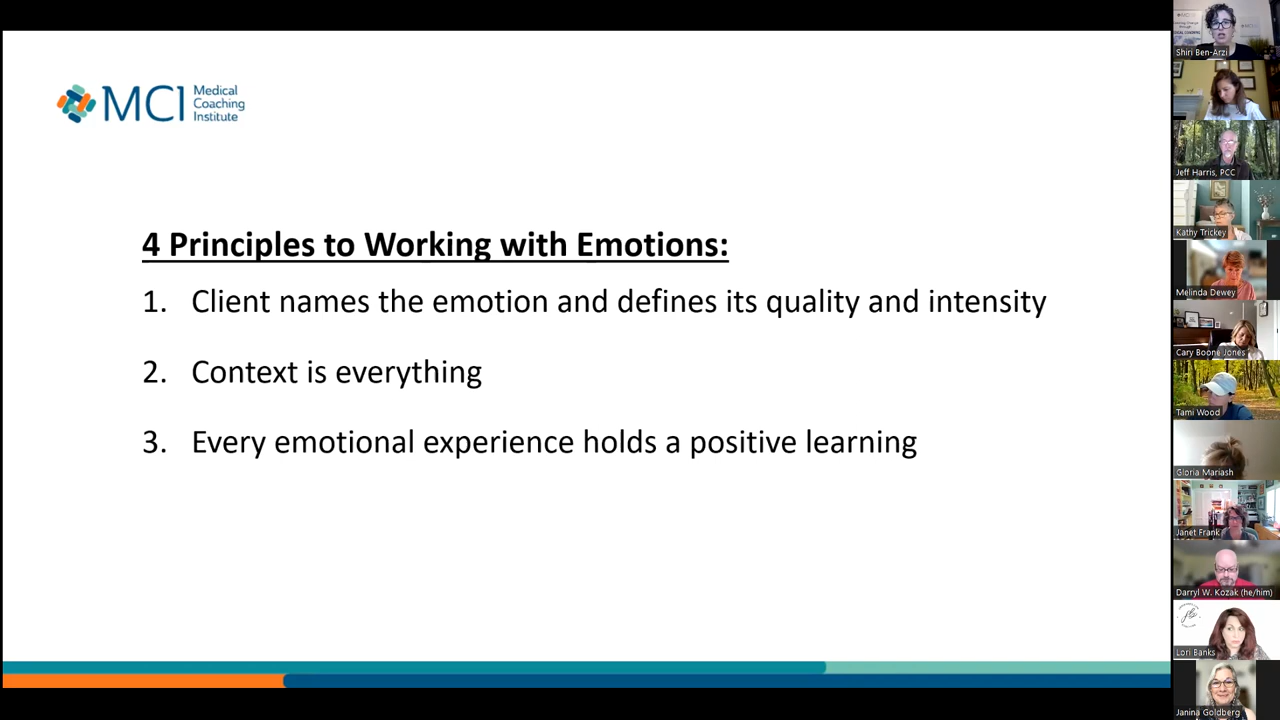 MCI Medical
Coaching
Institute
4 Principles to Working with Emotions:
1. Client names the emotion and defines its quality and intensity
2. Context is everything
3. Every emotional experience holds a positive learning
Shiri Ben-Arzi
Jeff Harris, PCC
Kathy Trickey
Melinda Dewey
Cary Boone Jones
Tami Wood
Gloria Mariash
Janet Frank
Darryl W. Kozak (he/him)
Lori Banks
Janina Goldberg